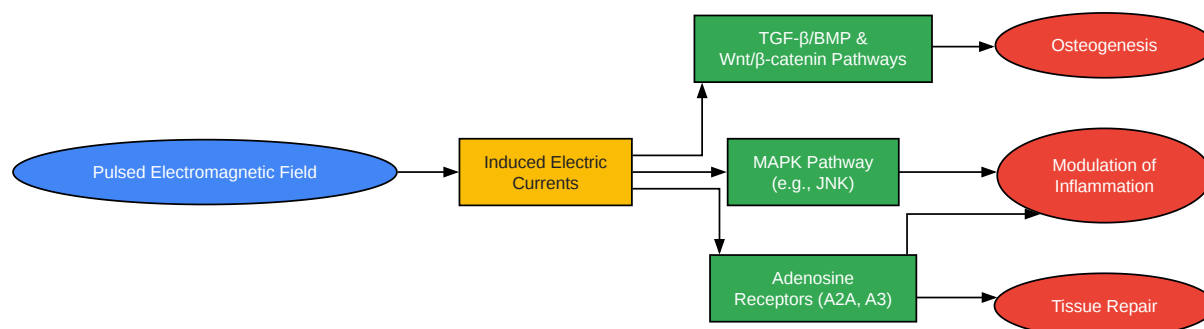 Pulsed Electromagnetic Field
Induced Electric
Currents
TGF-β/BMP &
Wnt/β-catenin Pathways
Osteogenesis
MAPK Pathway
(e.g., JNK)
Modulation of
Inflammation
Adenosine
Receptors (A2A, A3)
Tissue Repair